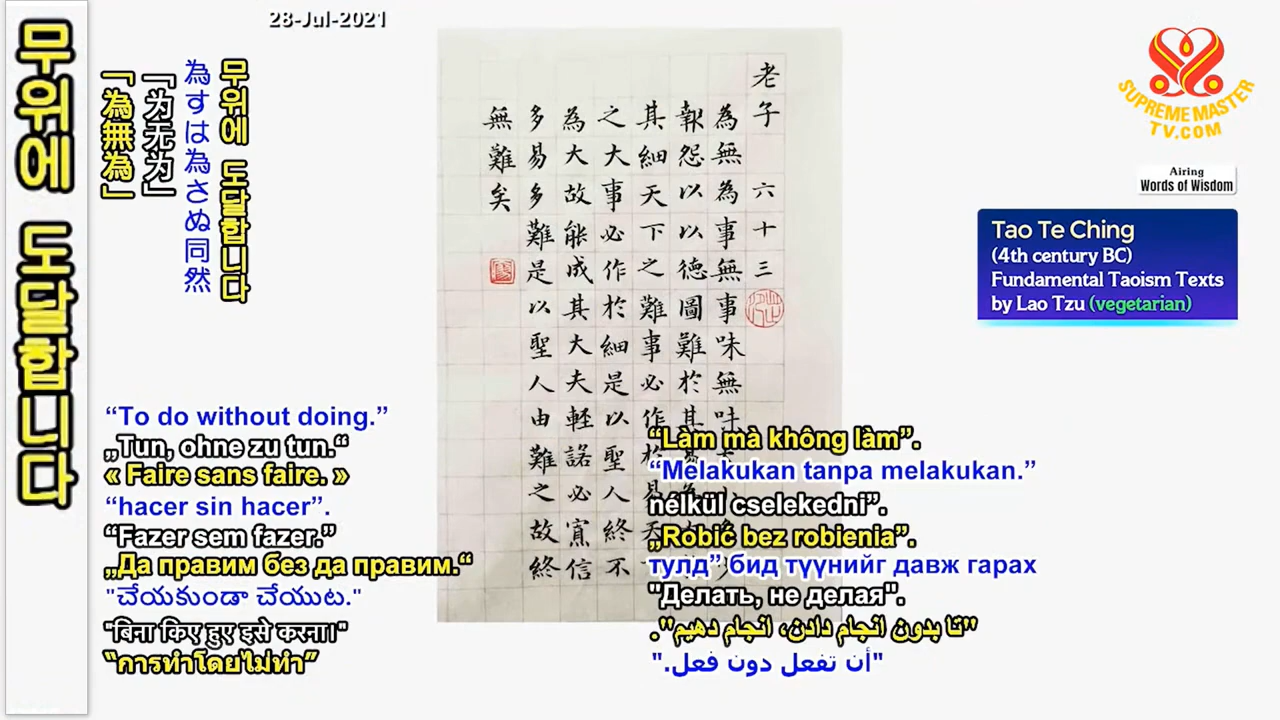 28-Jul-2021
무위에 도달합니다
무위에 도달합니다
為すは為さぬ同然
「为无为」
「為無為」
老子 六十三
為無為事無事味無味
報怨以以德圖難於其
其細天下之難事必作於易天
之大事必作於細是以聖人終不
為大故能成其大夫軽諾必寡信
多易多難是以聖人由難之故終
無難矣
SUPREME MASTER
TV.COM
Airing
Words of Wisdom
Tao Te Ching
(4th century BC)
Fundamental Taoism Texts
by Lao Tzu (vegetarian)
“To do without doing.”
„Tun, ohne zu tun.“
« Faire sans faire. »
“hacer sin hacer”.
“Fazer sem fazer.”
„Да правим без да правим.“
"చేయకుండా చేయుట."
"बिना किए हुए इसे करना।"
“การทำโดยไม่ทำ”
“Làm mà không làm”.
“Melakukan tanpa melakukan.”
nélkül cselekedni”.
„Robić bez robienia”.
тулд” бид түүнийг давж гарах
"Делать, не делая".
”تا بدون انجام دادن، انجام دهیم".
"أن تفعل دون فعل."